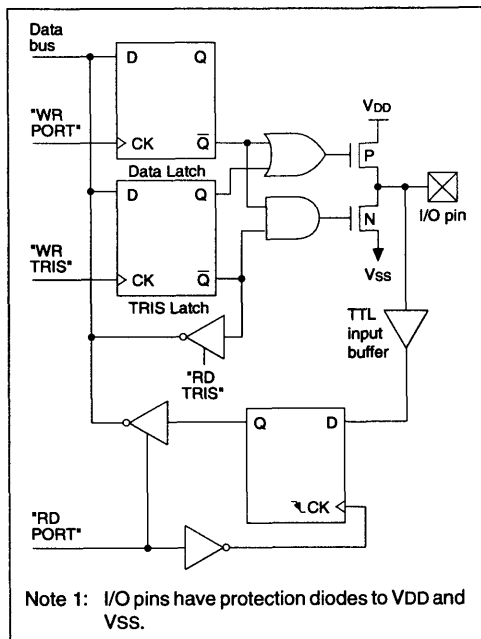 Data
bus
D Q
"WR
PORT"
CK Q̅
VDD
P
Data Latch
D Q
N
I/O pin
"WR
TRIS"
CK Q̅
VSS
TRIS Latch
TTL
input
buffer
"RD
TRIS"
Q D
CK
"RD
PORT"
Note 1: I/O pins have protection diodes to VDD and
VSS.